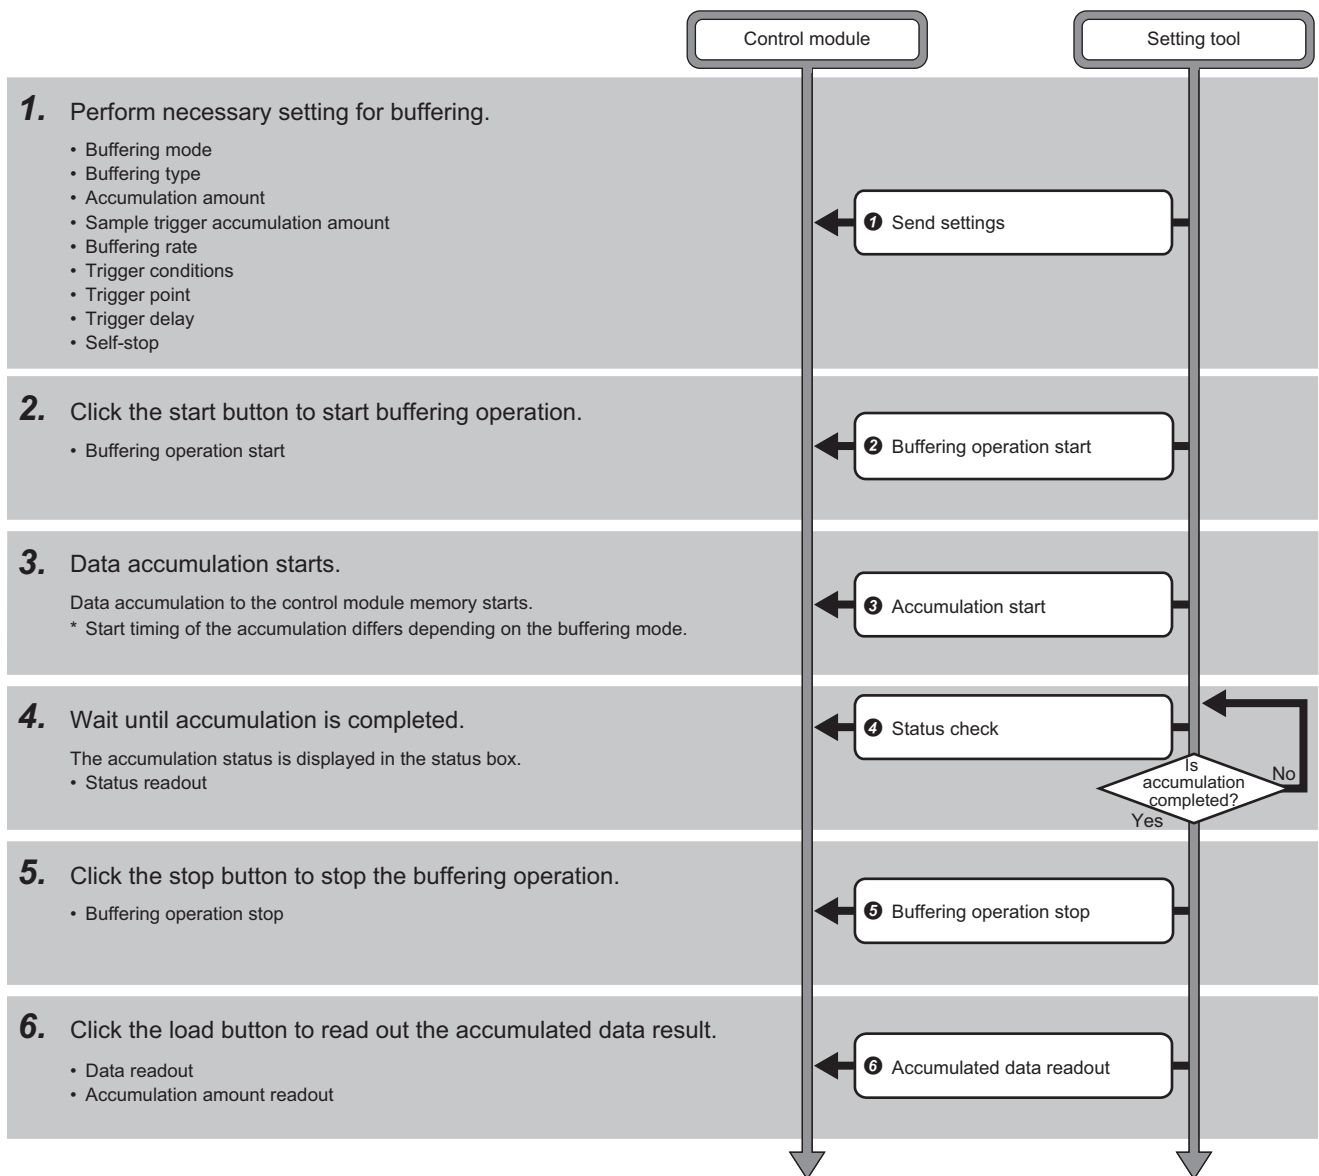 Control module
Setting tool
1. Perform necessary setting for buffering.
• Buffering mode
• Buffering type
• Accumulation amount
• Sample trigger accumulation amount
• Buffering rate
• Trigger conditions
• Trigger point
• Trigger delay
• Self-stop
❶ Send settings
2. Click the start button to start buffering operation.
• Buffering operation start
❷ Buffering operation start
3. Data accumulation starts.
Data accumulation to the control module memory starts.
* Start timing of the accumulation differs depending on the buffering mode.
❸ Accumulation start
4. Wait until accumulation is completed.
The accumulation status is displayed in the status box.
• Status readout
❹ Status check
Is
accumulation
completed?
No
Yes
5. Click the stop button to stop the buffering operation.
• Buffering operation stop
❺ Buffering operation stop
6. Click the load button to read out the accumulated data result.
• Data readout
• Accumulation amount readout
❻ Accumulated data readout